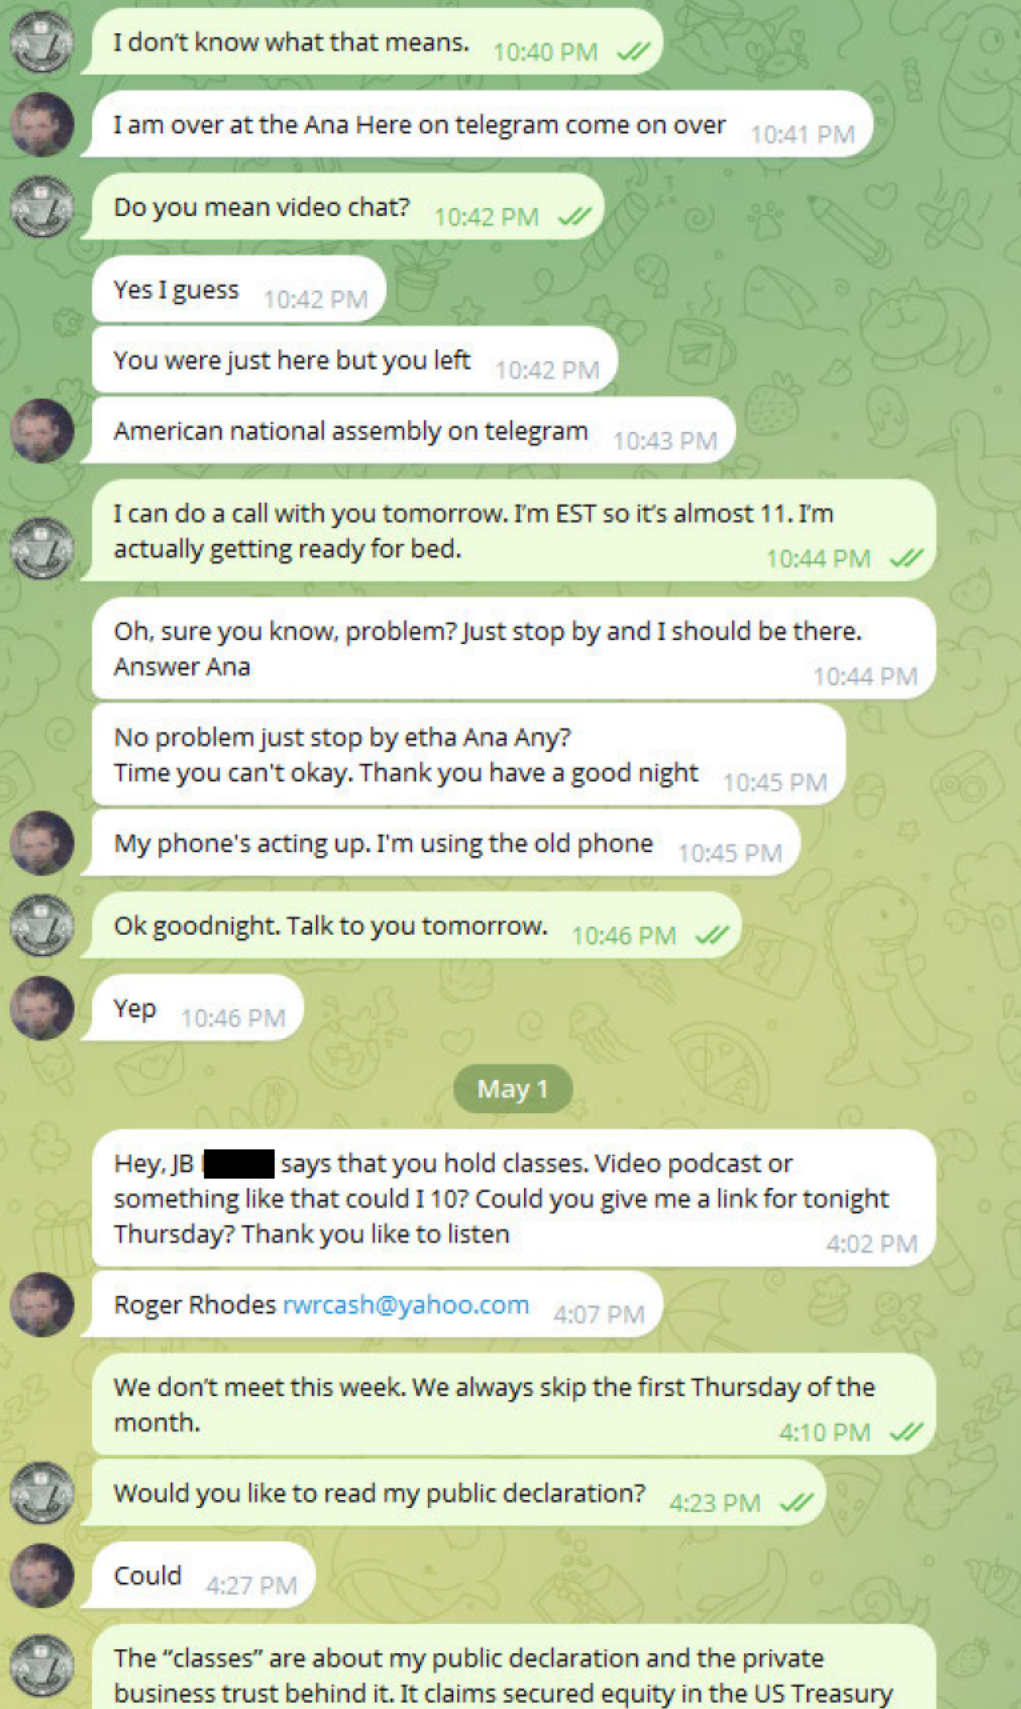 I don't know what that means. 10:40 PM
I am over at the Ana Here on telegram come on over 10:41 PM
Do you mean video chat? 10:42 PM
Yes I guess 10:42 PM
You were just here but you left 10:42 PM
American national assembly on telegram 10:43 PM
I can do a call with you tomorrow. I'm EST so it's almost 11. I'm
actually getting ready for bed. 10:44 PM
Oh, sure you know, problem? Just stop by and I should be there.
Answer Ana 10:44 PM
No problem just stop by etha Ana Any?
Time you can't okay. Thank you have a good night 10:45 PM
My phone's acting up. I'm using the old phone 10:45 PM
Ok goodnight. Talk to you tomorrow. 10:46 PM
Yep 10:46 PM
May 1
Hey, JB says that you hold classes. Video podcast or
something like that could I 10? Could you give me a link for tonight
Thursday? Thank you like to listen 4:02 PM
Roger Rhodes rwrcash@yahoo.com 4:07 PM
We don't meet this week. We always skip the first Thursday of the
month. 4:10 PM
Would you like to read my public declaration? 4:23 PM
Could 4:27 PM
The “classes” are about my public declaration and the private
business trust behind it. It claims secured equity in the US Treasury